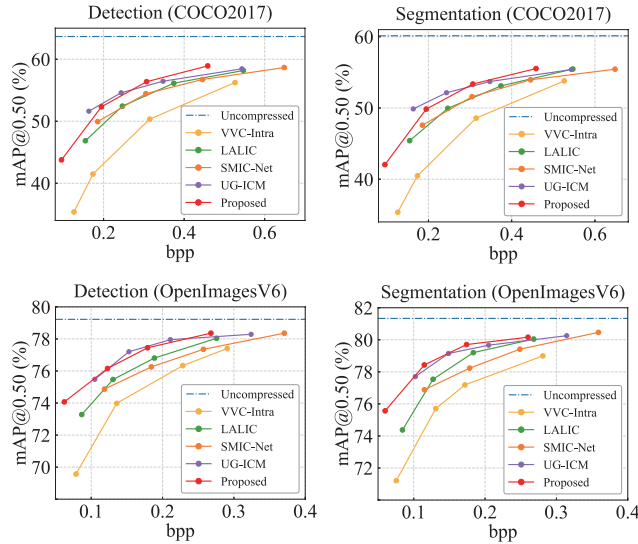 Detection (COCO2017)
mAP@0.50 (%)
60
50
40
Uncompressed
VVC-Intra
LALIC
SMIC-Net
UG-ICM
Proposed
0.2
0.4
0.6
bpp
Segmentation (COCO2017)
mAP@0.50 (%)
60
50
40
Uncompressed
VVC-Intra
LALIC
SMIC-Net
UG-ICM
Proposed
0.2
0.4
0.6
bpp
Detection (OpenImagesV6)
mAP@0.50 (%)
80
78
76
74
72
70
Uncompressed
VVC-Intra
LALIC
SMIC-Net
UG-ICM
Proposed
0.1
0.2
0.3
0.4
bpp
Segmentation (OpenImagesV6)
mAP@0.50 (%)
82
80
78
76
74
72
Uncompressed
VVC-Intra
LALIC
SMIC-Net
UG-ICM
Proposed
0.1
0.2
0.3
0.4
bpp